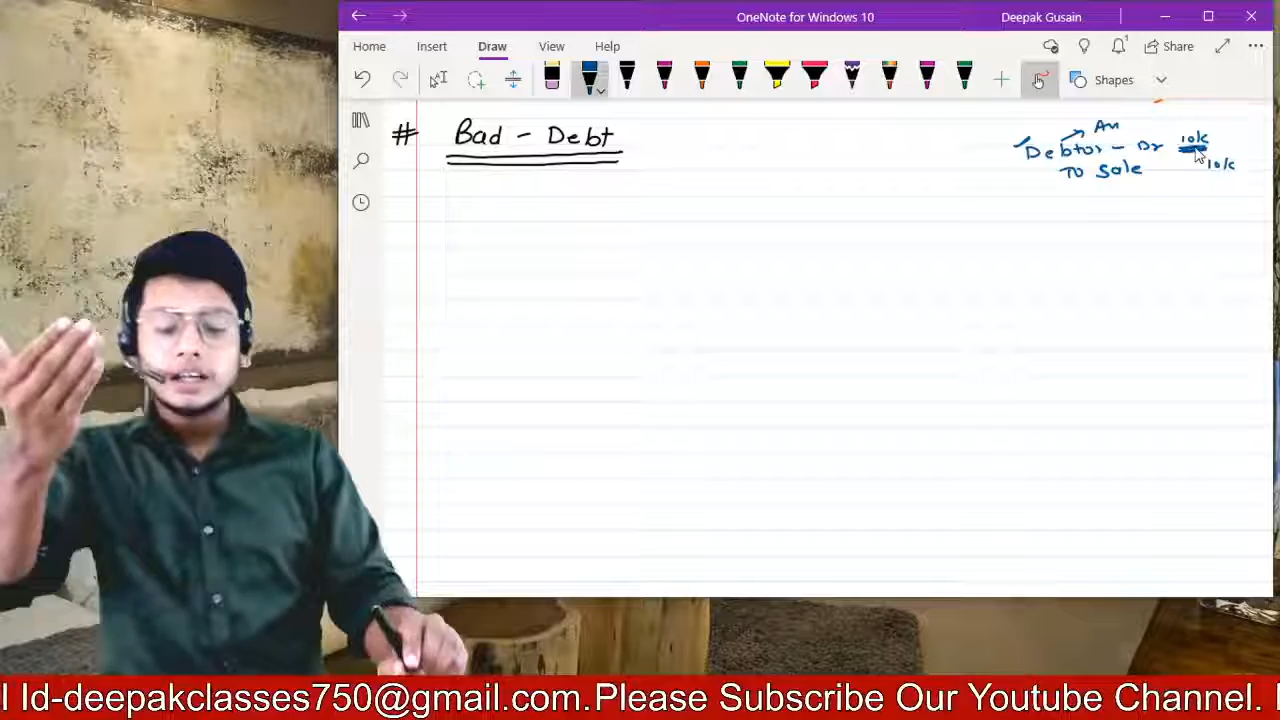 OneNote for Windows 10
Deepak Gusain
Home Insert Draw View Help
Share
Shapes
# Bad - Debt
An
Debtor - Dr 10k
To Sale 10k
l Id-deepakclasses750@gmail.com.Please Subscribe Our Youtube Channel.